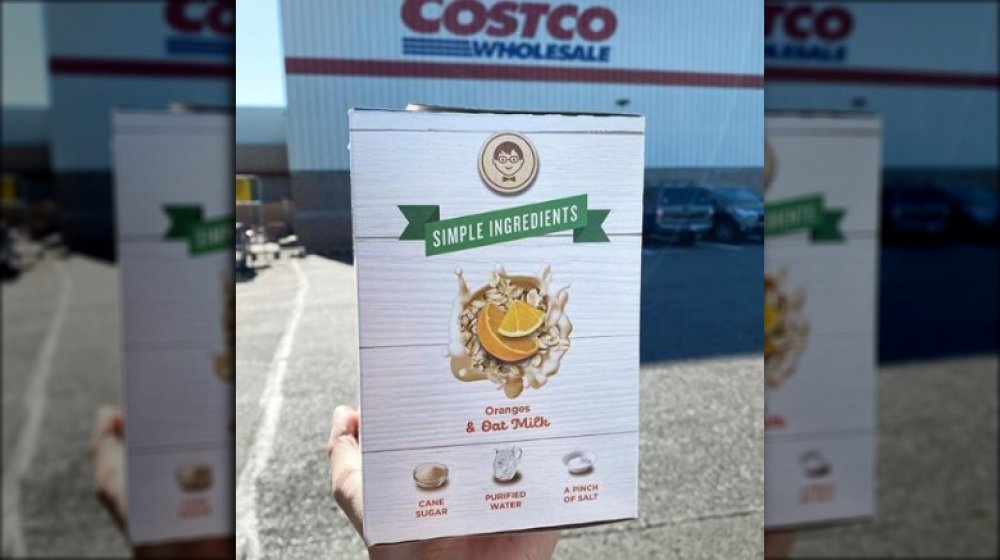 COSTCO
WHOLESALE
SIMPLE INGREDIENTS
Oranges
& Oat Milk
CANE
SUGAR
PURIFIED
WATER
A PINCH
OF SALT